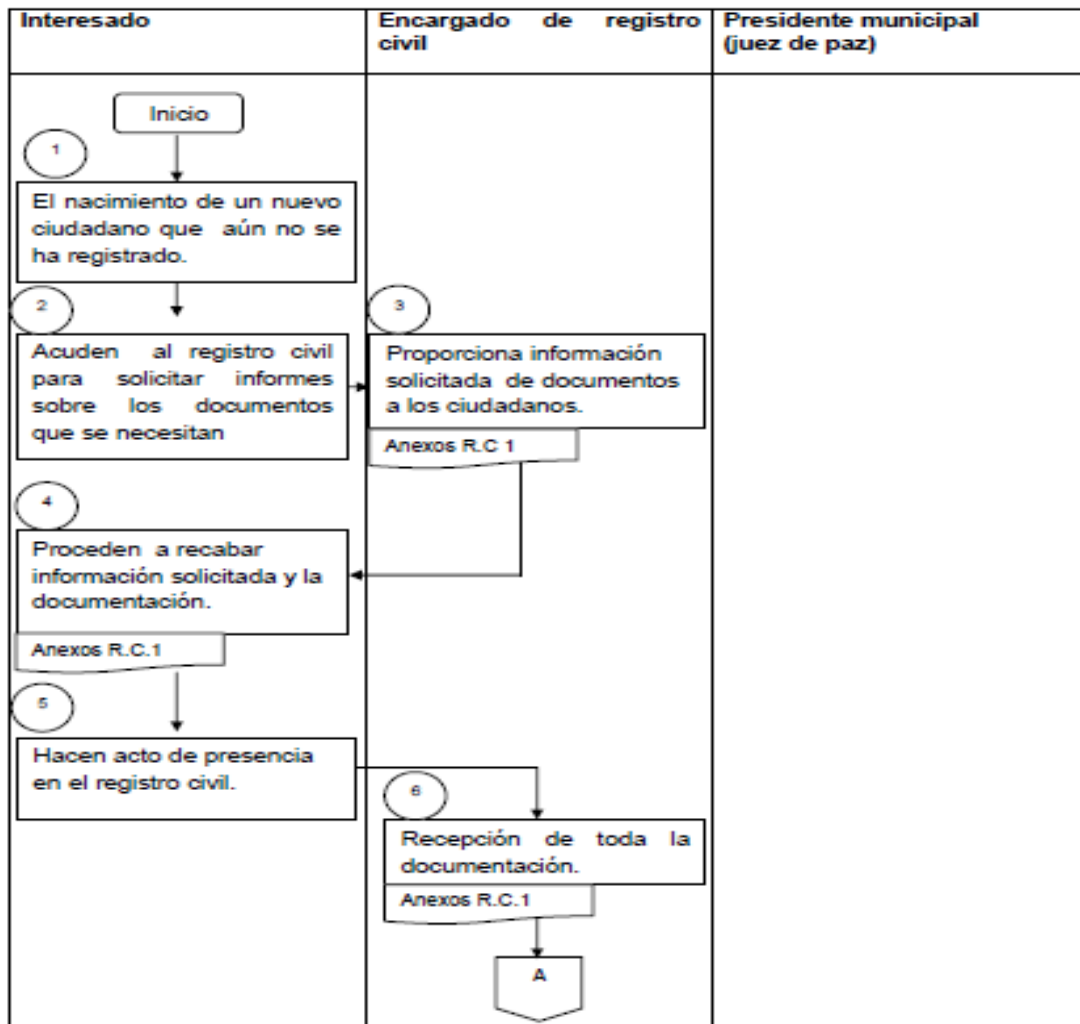 Interesado
Encargado de registro
civil
Presidente municipal
(juez de paz)
Inicio
1
El nacimiento de un nuevo
ciudadano que aún no se
ha registrado.
2
Acuden al registro civil
para solicitar informes
sobre los documentos
que se necesitan
3
Proporciona información
solicitada de documentos
a los ciudadanos.
Anexos R.C 1
4
Proceden a recabar
información solicitada y la
documentación.
Anexos R.C.1
5
Hacen acto de presencia
en el registro civil.
6
Recepción de toda la
documentación.
Anexos R.C.1
A